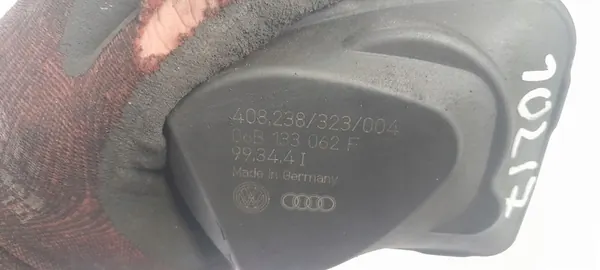 408.238/323/004
06B 133 062 F
99.34.4 I
Made in Germany
10217